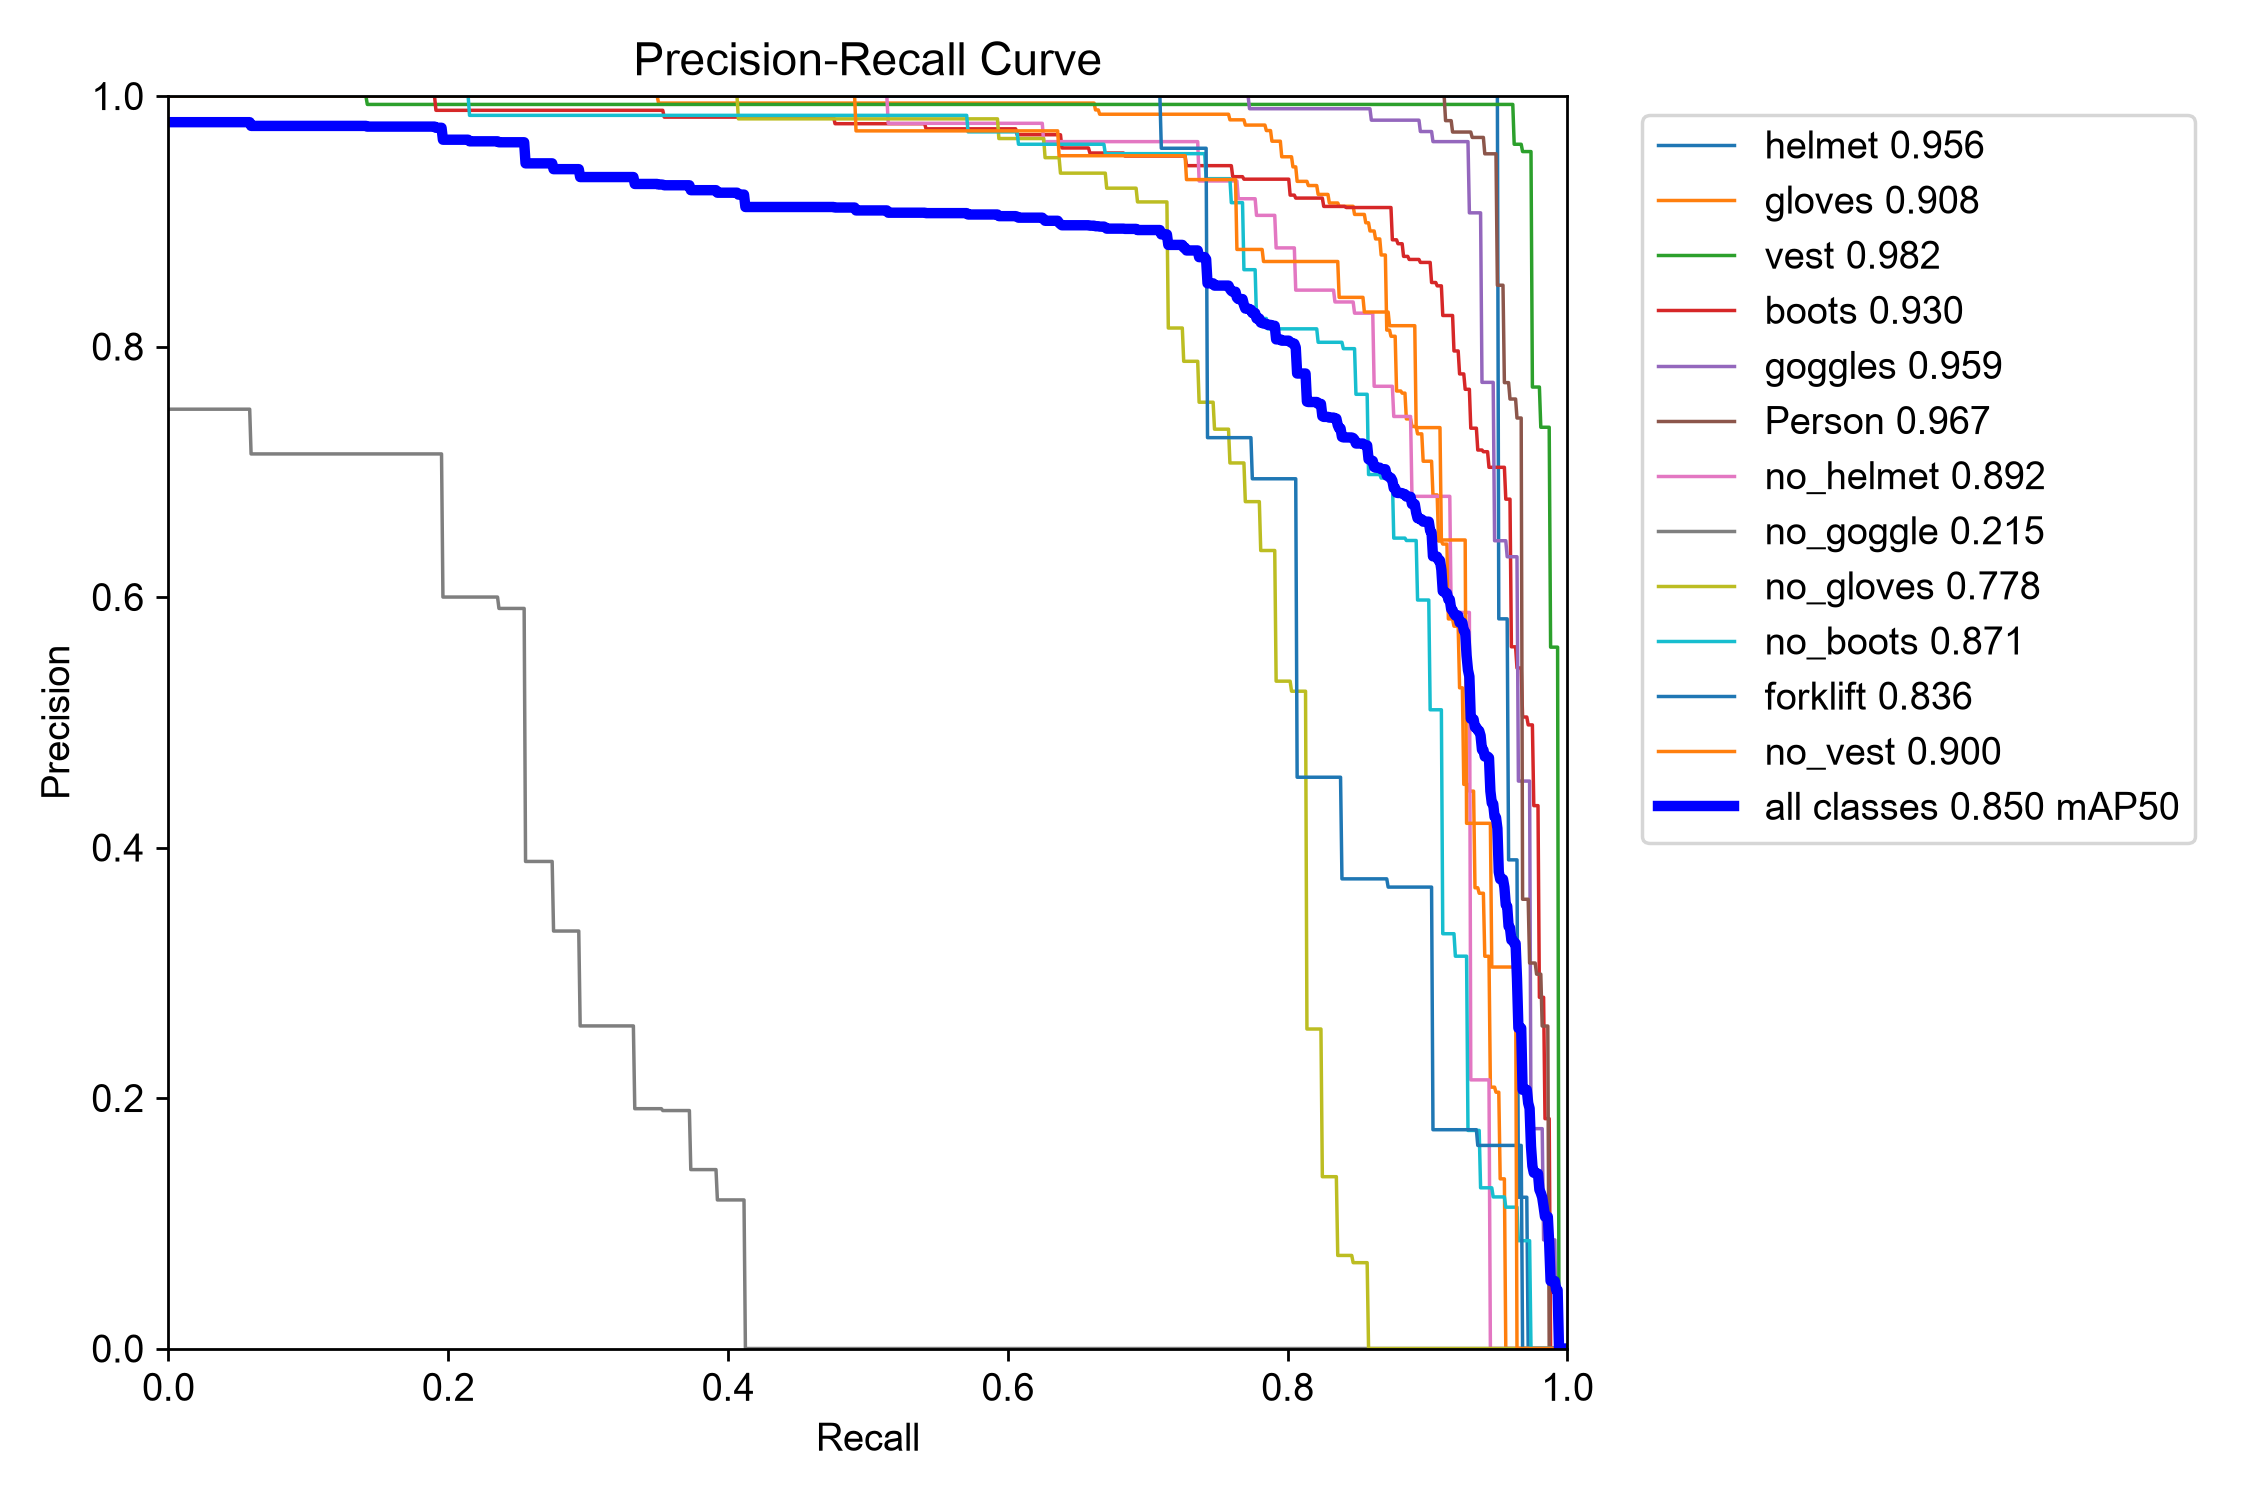 Precision-Recall Curve
1.0
0.8
0.6
0.4
0.2
0.0
Precision
0.0 0.2 0.4 0.6 0.8 1.0
Recall
helmet 0.956
gloves 0.908
vest 0.982
boots 0.930
goggles 0.959
Person 0.967
no_helmet 0.892
no_goggle 0.215
no_gloves 0.778
no_boots 0.871
forklift 0.836
no_vest 0.900
all classes 0.850 mAP50